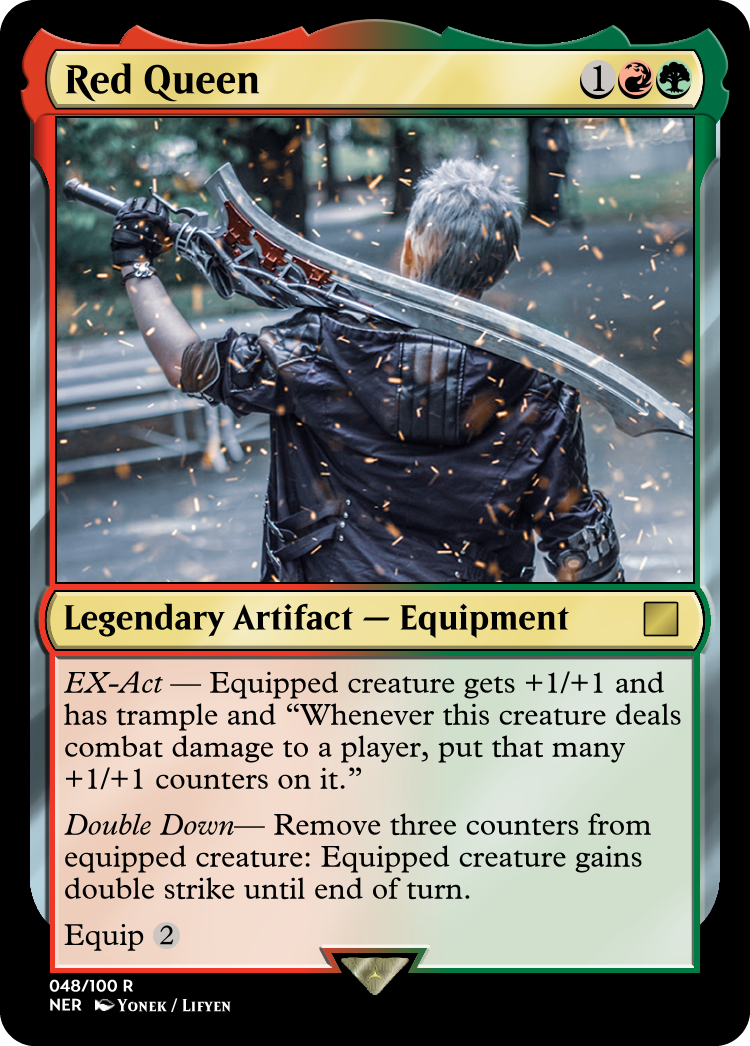 Red Queen 1
Legendary Artifact — Equipment
EX-Act — Equipped creature gets +1/+1 and
has trample and “Whenever this creature deals
combat damage to a player, put that many
+1/+1 counters on it.”
Double Down— Remove three counters from
equipped creature: Equipped creature gains
double strike until end of turn.
Equip 2
048/100 R
NER Yonek / Lifyen